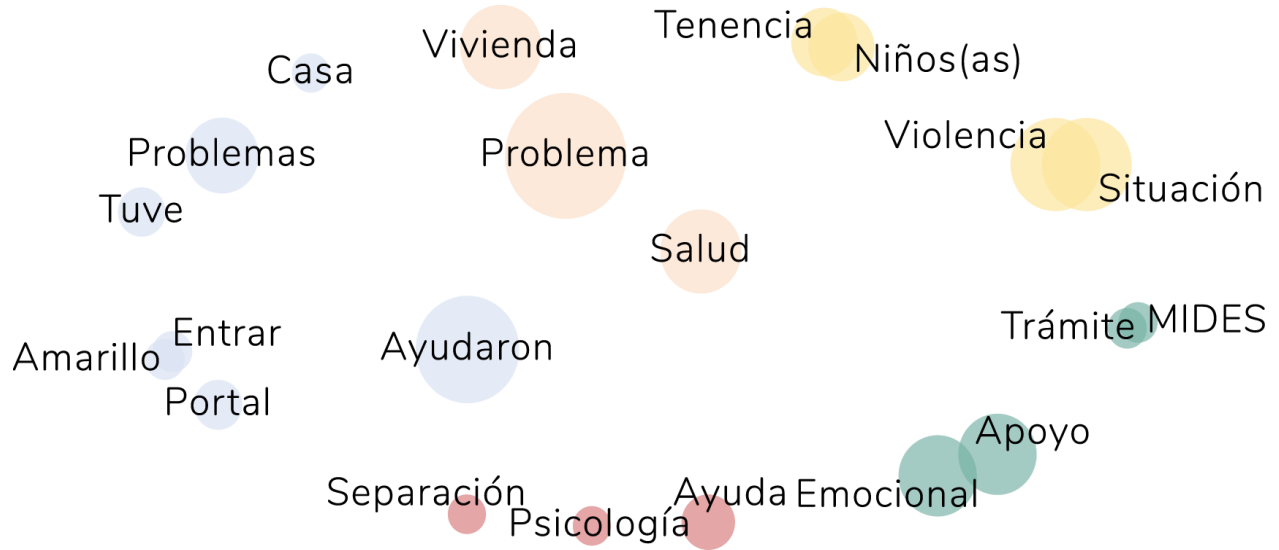 Tenencia
Vivienda
Niños(as)
Casa
Violencia
Problemas
Problema
Situación
Tuve
Salud
MIDES
Trámite
Entrar
Ayudaron
Amarillo
Portal
Apoyo
Separación
Ayuda
Emocional
Psicología